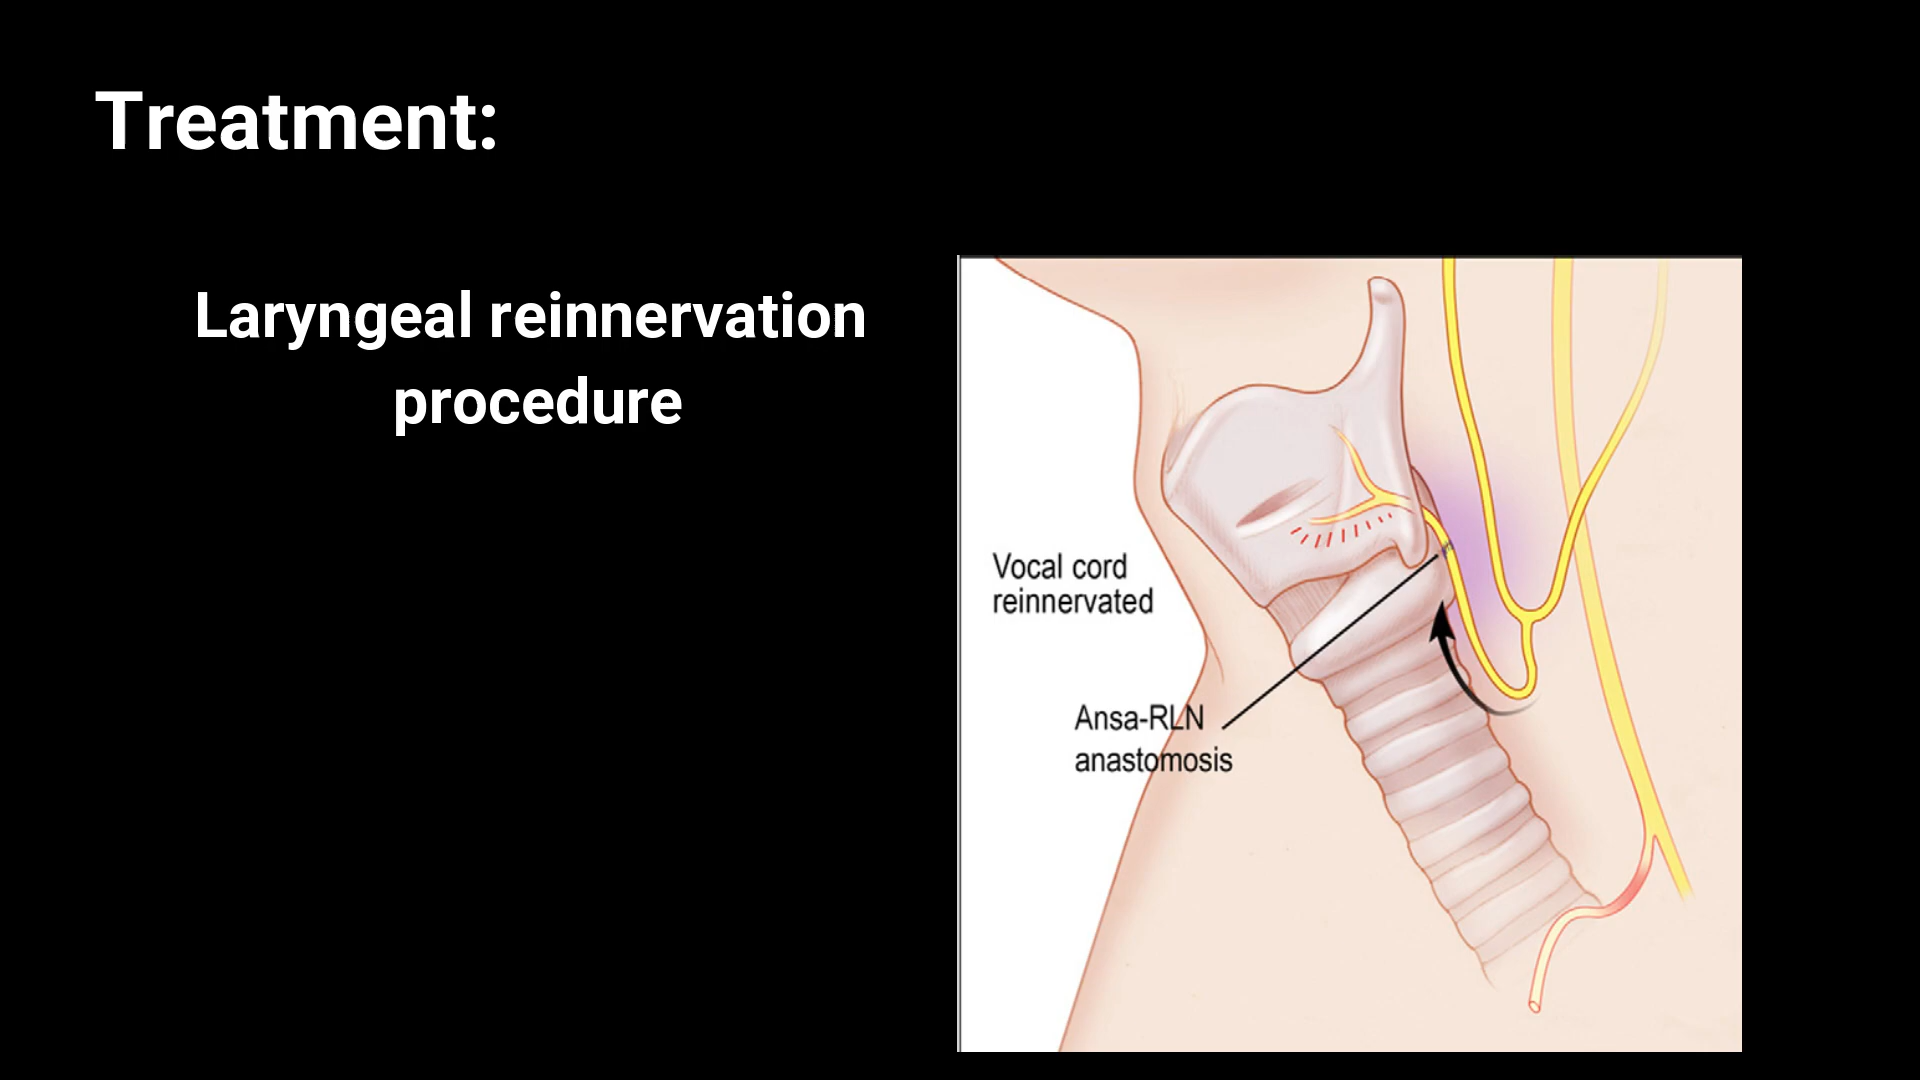 Treatment:
Laryngeal reinnervation
procedure
Vocal cord
reinnervated
Ansa-RLN
anastomosis